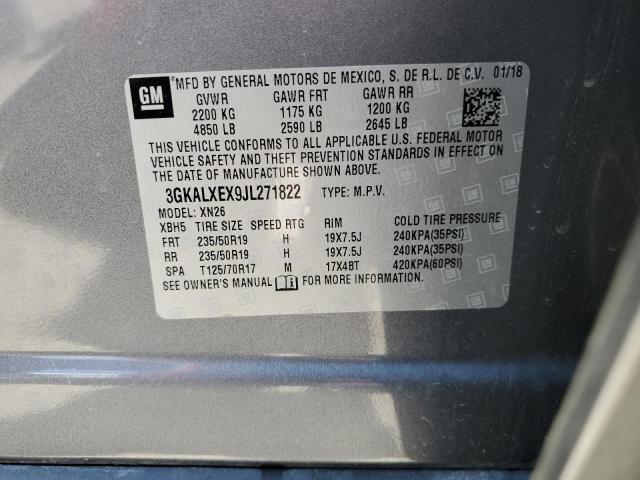 GM
MFD BY GENERAL MOTORS DE MEXICO, S. DE R.L. DE C.V. 01/18
GVWR GAWR FRT GAWR RR
2200 KG 1175 KG 1200 KG
4850 LB 2590 LB 2645 LB
THIS VEHICLE CONFORMS TO ALL APPLICABLE U.S. FEDERAL MOTOR
VEHICLE SAFETY AND THEFT PREVENTION STANDARDS IN EFFECT ON
THE DATE OF MANUFACTURE SHOWN ABOVE.
3GKALXEX9JL271822 TYPE: M.P.V.
MODEL: XN26
XBH5 TIRE SIZE SPEED RTG RIM COLD TIRE PRESSURE
FRT 235/50R19 H 19X7.5J 240KPA(35PSI)
RR 235/50R19 H 19X7.5J 240KPA(35PSI)
SPA T125/70R17 M 17X4BT 420KPA(60PSI)
SEE OWNER'S MANUAL FOR MORE INFORMATION.